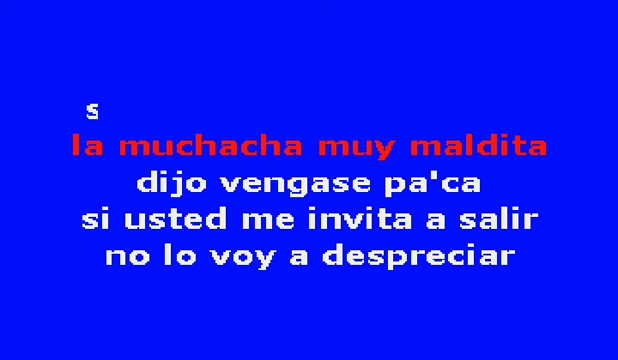 s
la muchacha muy maldita
dijo vengase pa'ca
si usted me invita a salir
no lo voy a despreciar